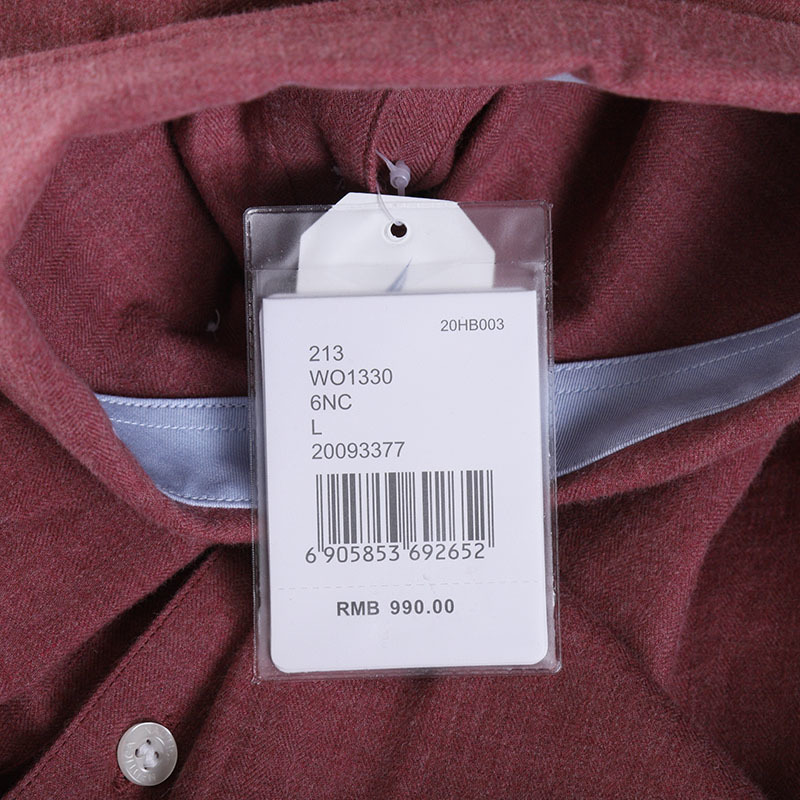 20HB003
213
WO1330
6NC
L
20093377
6 905853 692652
RMB 990.00